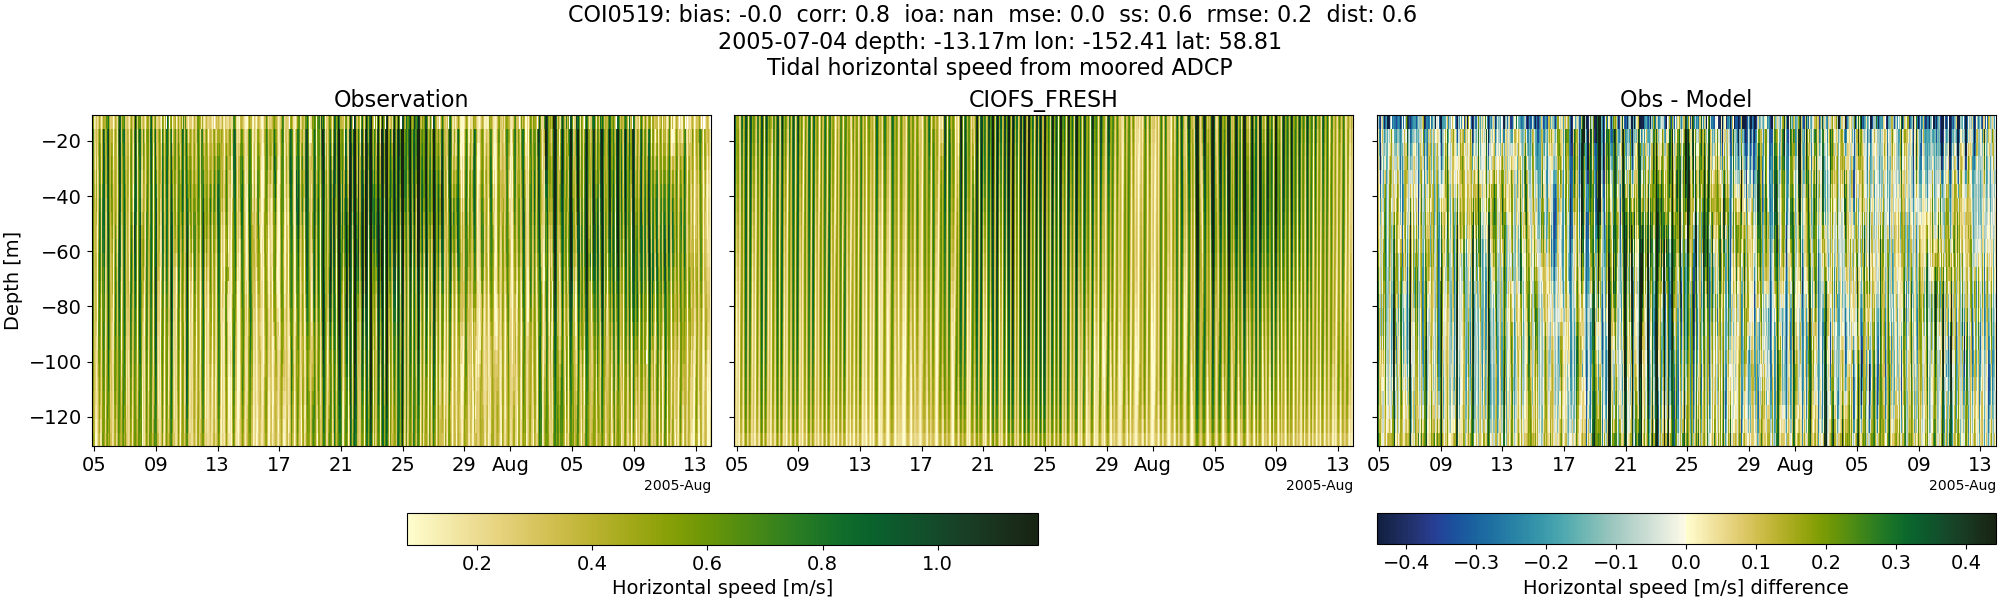 COI0519: bias: -0.0  corr: 0.8  ioa: nan  mse: 0.0  ss: 0.6  rmse: 0.2  dist: 0.6
2005-07-04 depth: -13.17m lon: -152.41 lat: 58.81
Tidal horizontal speed from moored ADCP
Observation
CIOFS_FRESH
Obs - Model
Depth [m]
−20
−40
−60
−80
−100
−120
05 09 13 17 21 25 29 Aug 05 09 13
2005-Aug
05 09 13 17 21 25 29 Aug 05 09 13
2005-Aug
05 09 13 17 21 25 29 Aug 05 09 13
2005-Aug
0.2 0.4 0.6 0.8 1.0
Horizontal speed [m/s]
−0.4 −0.3 −0.2 −0.1 0.0 0.1 0.2 0.3 0.4
Horizontal speed [m/s] difference